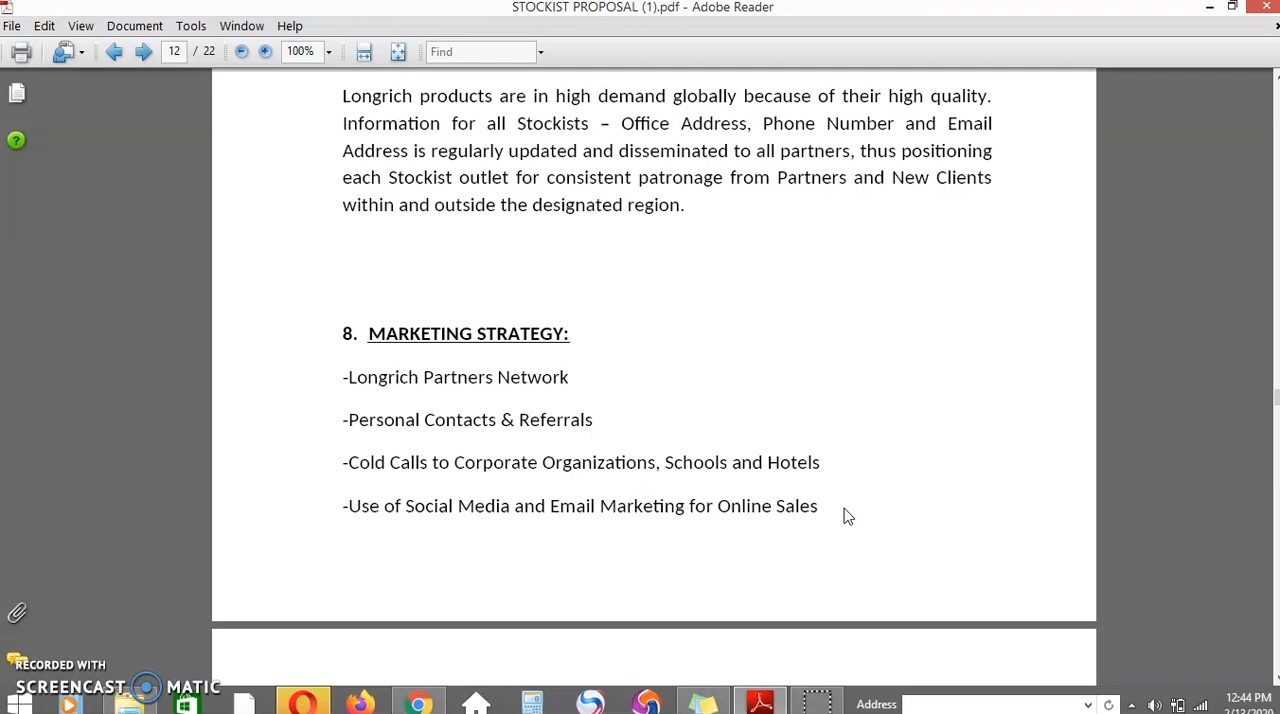 STOCKIST PROPOSAL (1).pdf - Adobe Reader
File Edit View Document Tools Window Help
12 / 22 100% Find
Longrich products are in high demand globally because of their high quality.
Information for all Stockists – Office Address, Phone Number and Email
Address is regularly updated and disseminated to all partners, thus positioning
each Stockist outlet for consistent patronage from Partners and New Clients
within and outside the designated region.
8. MARKETING STRATEGY:
-Longrich Partners Network
-Personal Contacts & Referrals
-Cold Calls to Corporate Organizations, Schools and Hotels
-Use of Social Media and Email Marketing for Online Sales
RECORDED WITH
SCREENCAST MATIC
Address
12:44 PM
2/13/2020